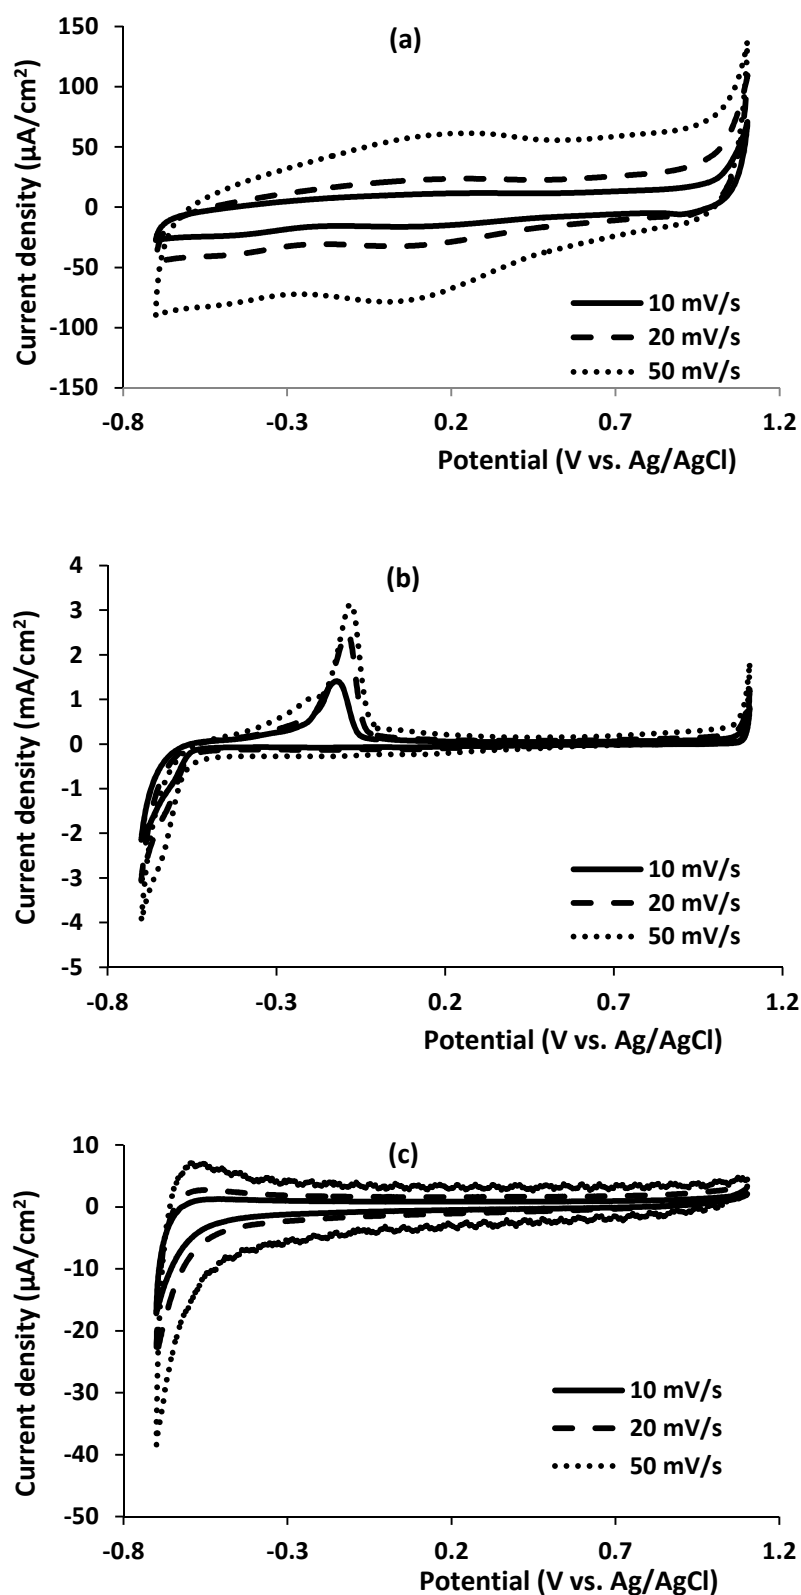 (a)
Current density (µA/cm²)
150
100
50
0
-50
-100
-150
10 mV/s
20 mV/s
50 mV/s
-0.8
-0.3
0.2
0.7
1.2
Potential (V vs. Ag/AgCl)
(b)
Current density (mA/cm²)
4
3
2
1
0
-1
-2
-3
-4
-5
10 mV/s
20 mV/s
50 mV/s
-0.8
-0.3
0.2
0.7
1.2
Potential (V vs. Ag/AgCl)
(c)
Current density (µA/cm²)
10
0
-10
-20
-30
-40
-50
10 mV/s
20 mV/s
50 mV/s
-0.8
-0.3
0.2
0.7
1.2
Potential (V vs. Ag/AgCl)